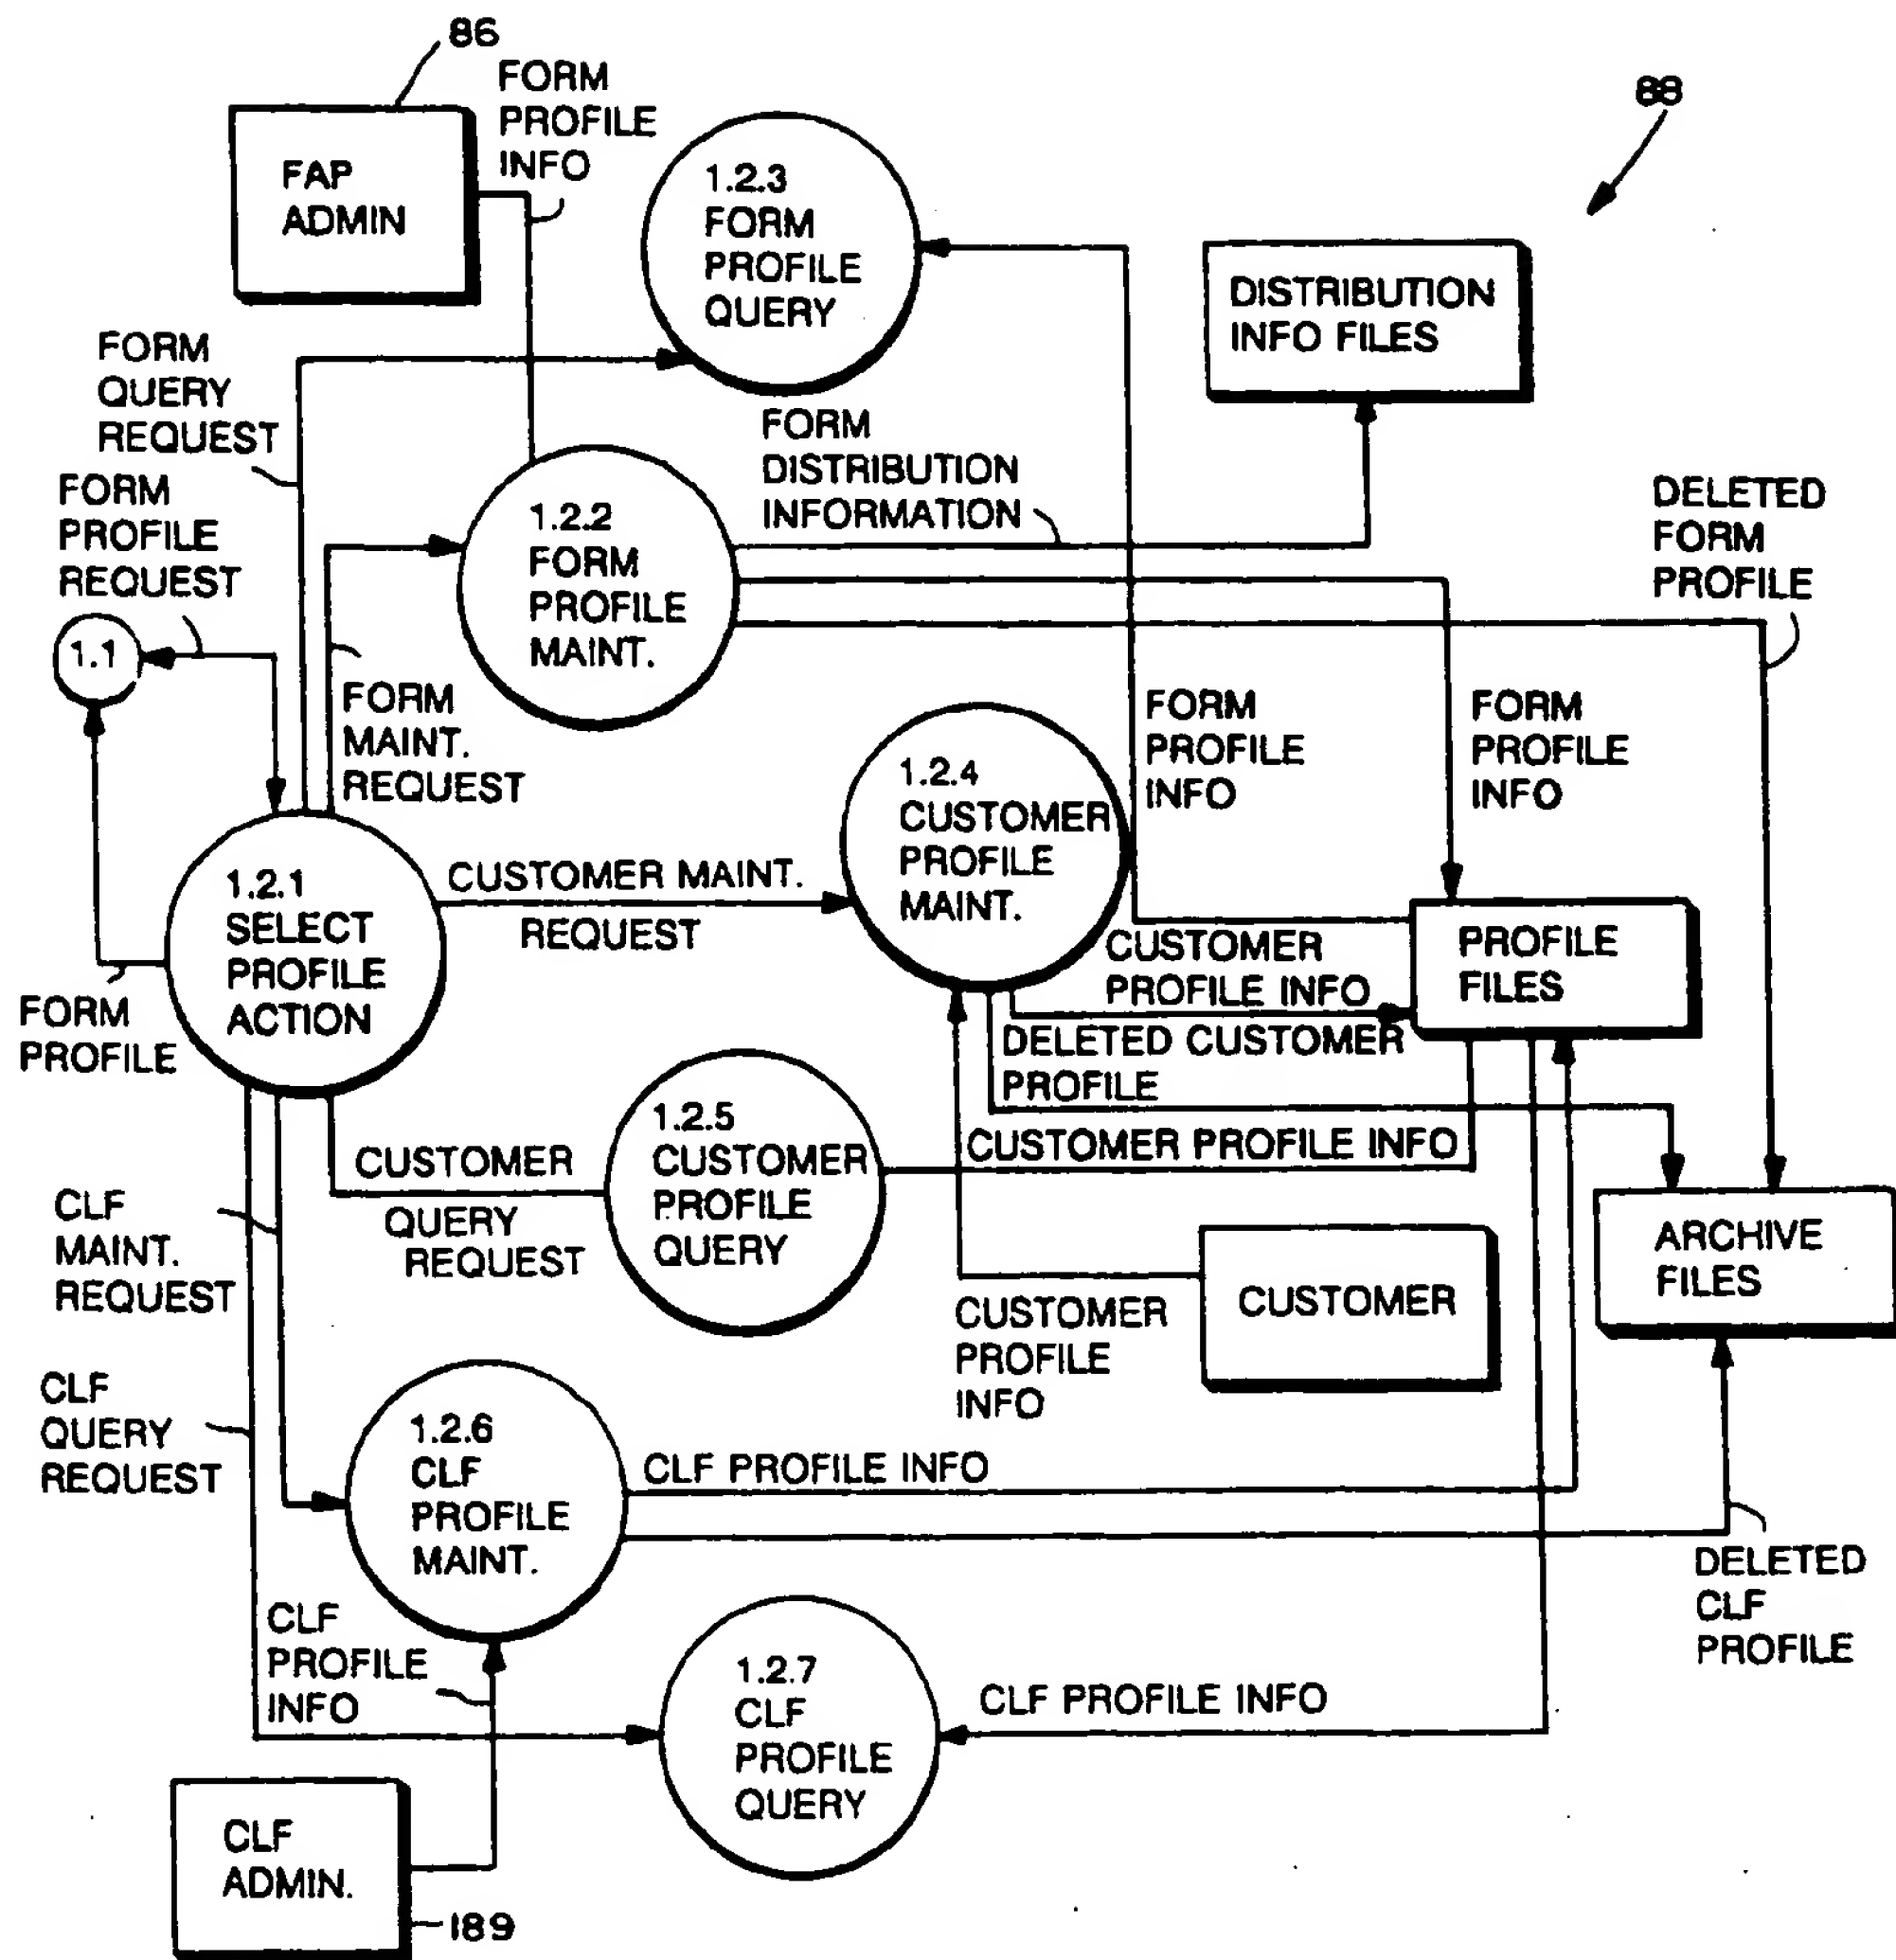 86
FORM
PROFILE
INFO
88
FAP
ADMIN
1.2.3
FORM
PROFILE
QUERY
DISTRIBUTION
INFO FILES
FORM
QUERY
REQUEST
FORM
DISTRIBUTION
INFORMATION
FORM
PROFILE
REQUEST
1.2.2
FORM
PROFILE
MAINT.
DELETED
FORM
PROFILE
1.1
FORM
MAINT.
REQUEST
FORM
PROFILE
INFO
FORM
PROFILE
INFO
1.2.4
CUSTOMER
PROFILE
MAINT.
1.2.1
SELECT
PROFILE
ACTION
CUSTOMER MAINT.
REQUEST
CUSTOMER
PROFILE INFO
PROFILE
FILES
FORM
PROFILE
DELETED CUSTOMER
PROFILE
1.2.5
CUSTOMER
PROFILE
QUERY
CUSTOMER PROFILE INFO
CUSTOMER
QUERY
REQUEST
CLF
MAINT.
REQUEST
ARCHIVE
FILES
CUSTOMER
CUSTOMER
PROFILE
INFO
CLF
QUERY
REQUEST
1.2.6
CLF
PROFILE
MAINT.
CLF PROFILE INFO
DELETED
CLF
PROFILE
CLF
PROFILE
INFO
1.2.7
CLF
PROFILE
QUERY
CLF PROFILE INFO
CLF
ADMIN.
189